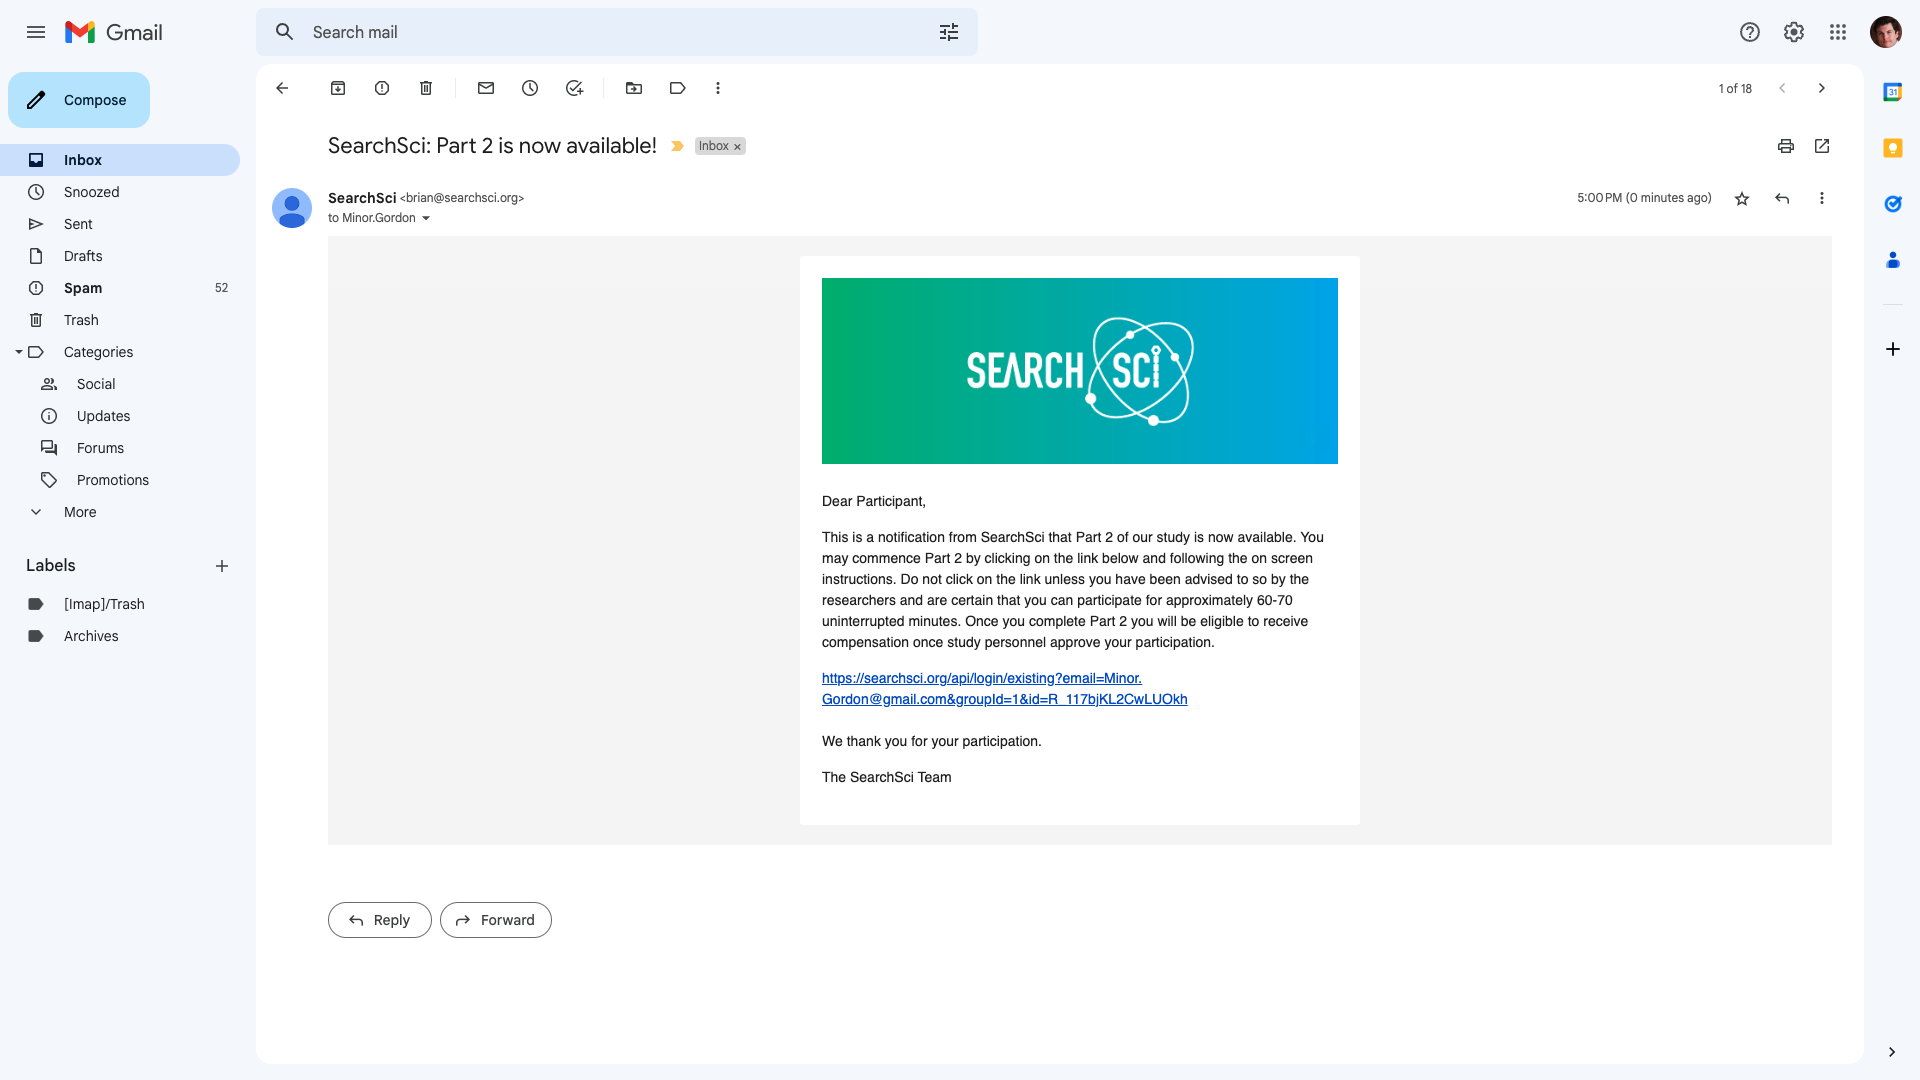 Gmail
Search mail
Compose
Inbox
Snoozed
Sent
Drafts
Spam 52
Trash
Categories
Social
Updates
Forums
Promotions
More
Labels
[Imap]/Trash
Archives
1 of 18
SearchSci: Part 2 is now available!
Inbox ×
SearchSci <brian@searchsci.org>
to Minor.Gordon
5:00 PM (0 minutes ago)
SEARCH SCi
Dear Participant,
This is a notification from SearchSci that Part 2 of our study is now available. You
may commence Part 2 by clicking on the link below and following the on screen
instructions. Do not click on the link unless you have been advised to so by the
researchers and are certain that you can participate for approximately 60-70
uninterrupted minutes. Once you complete Part 2 you will be eligible to receive
compensation once study personnel approve your participation.
https://searchsci.org/api/login/existing?email=Minor.
Gordon@gmail.com&groupId=1&id=R_117bjKL2CwLUOkh
We thank you for your participation.
The SearchSci Team
Reply
Forward
31